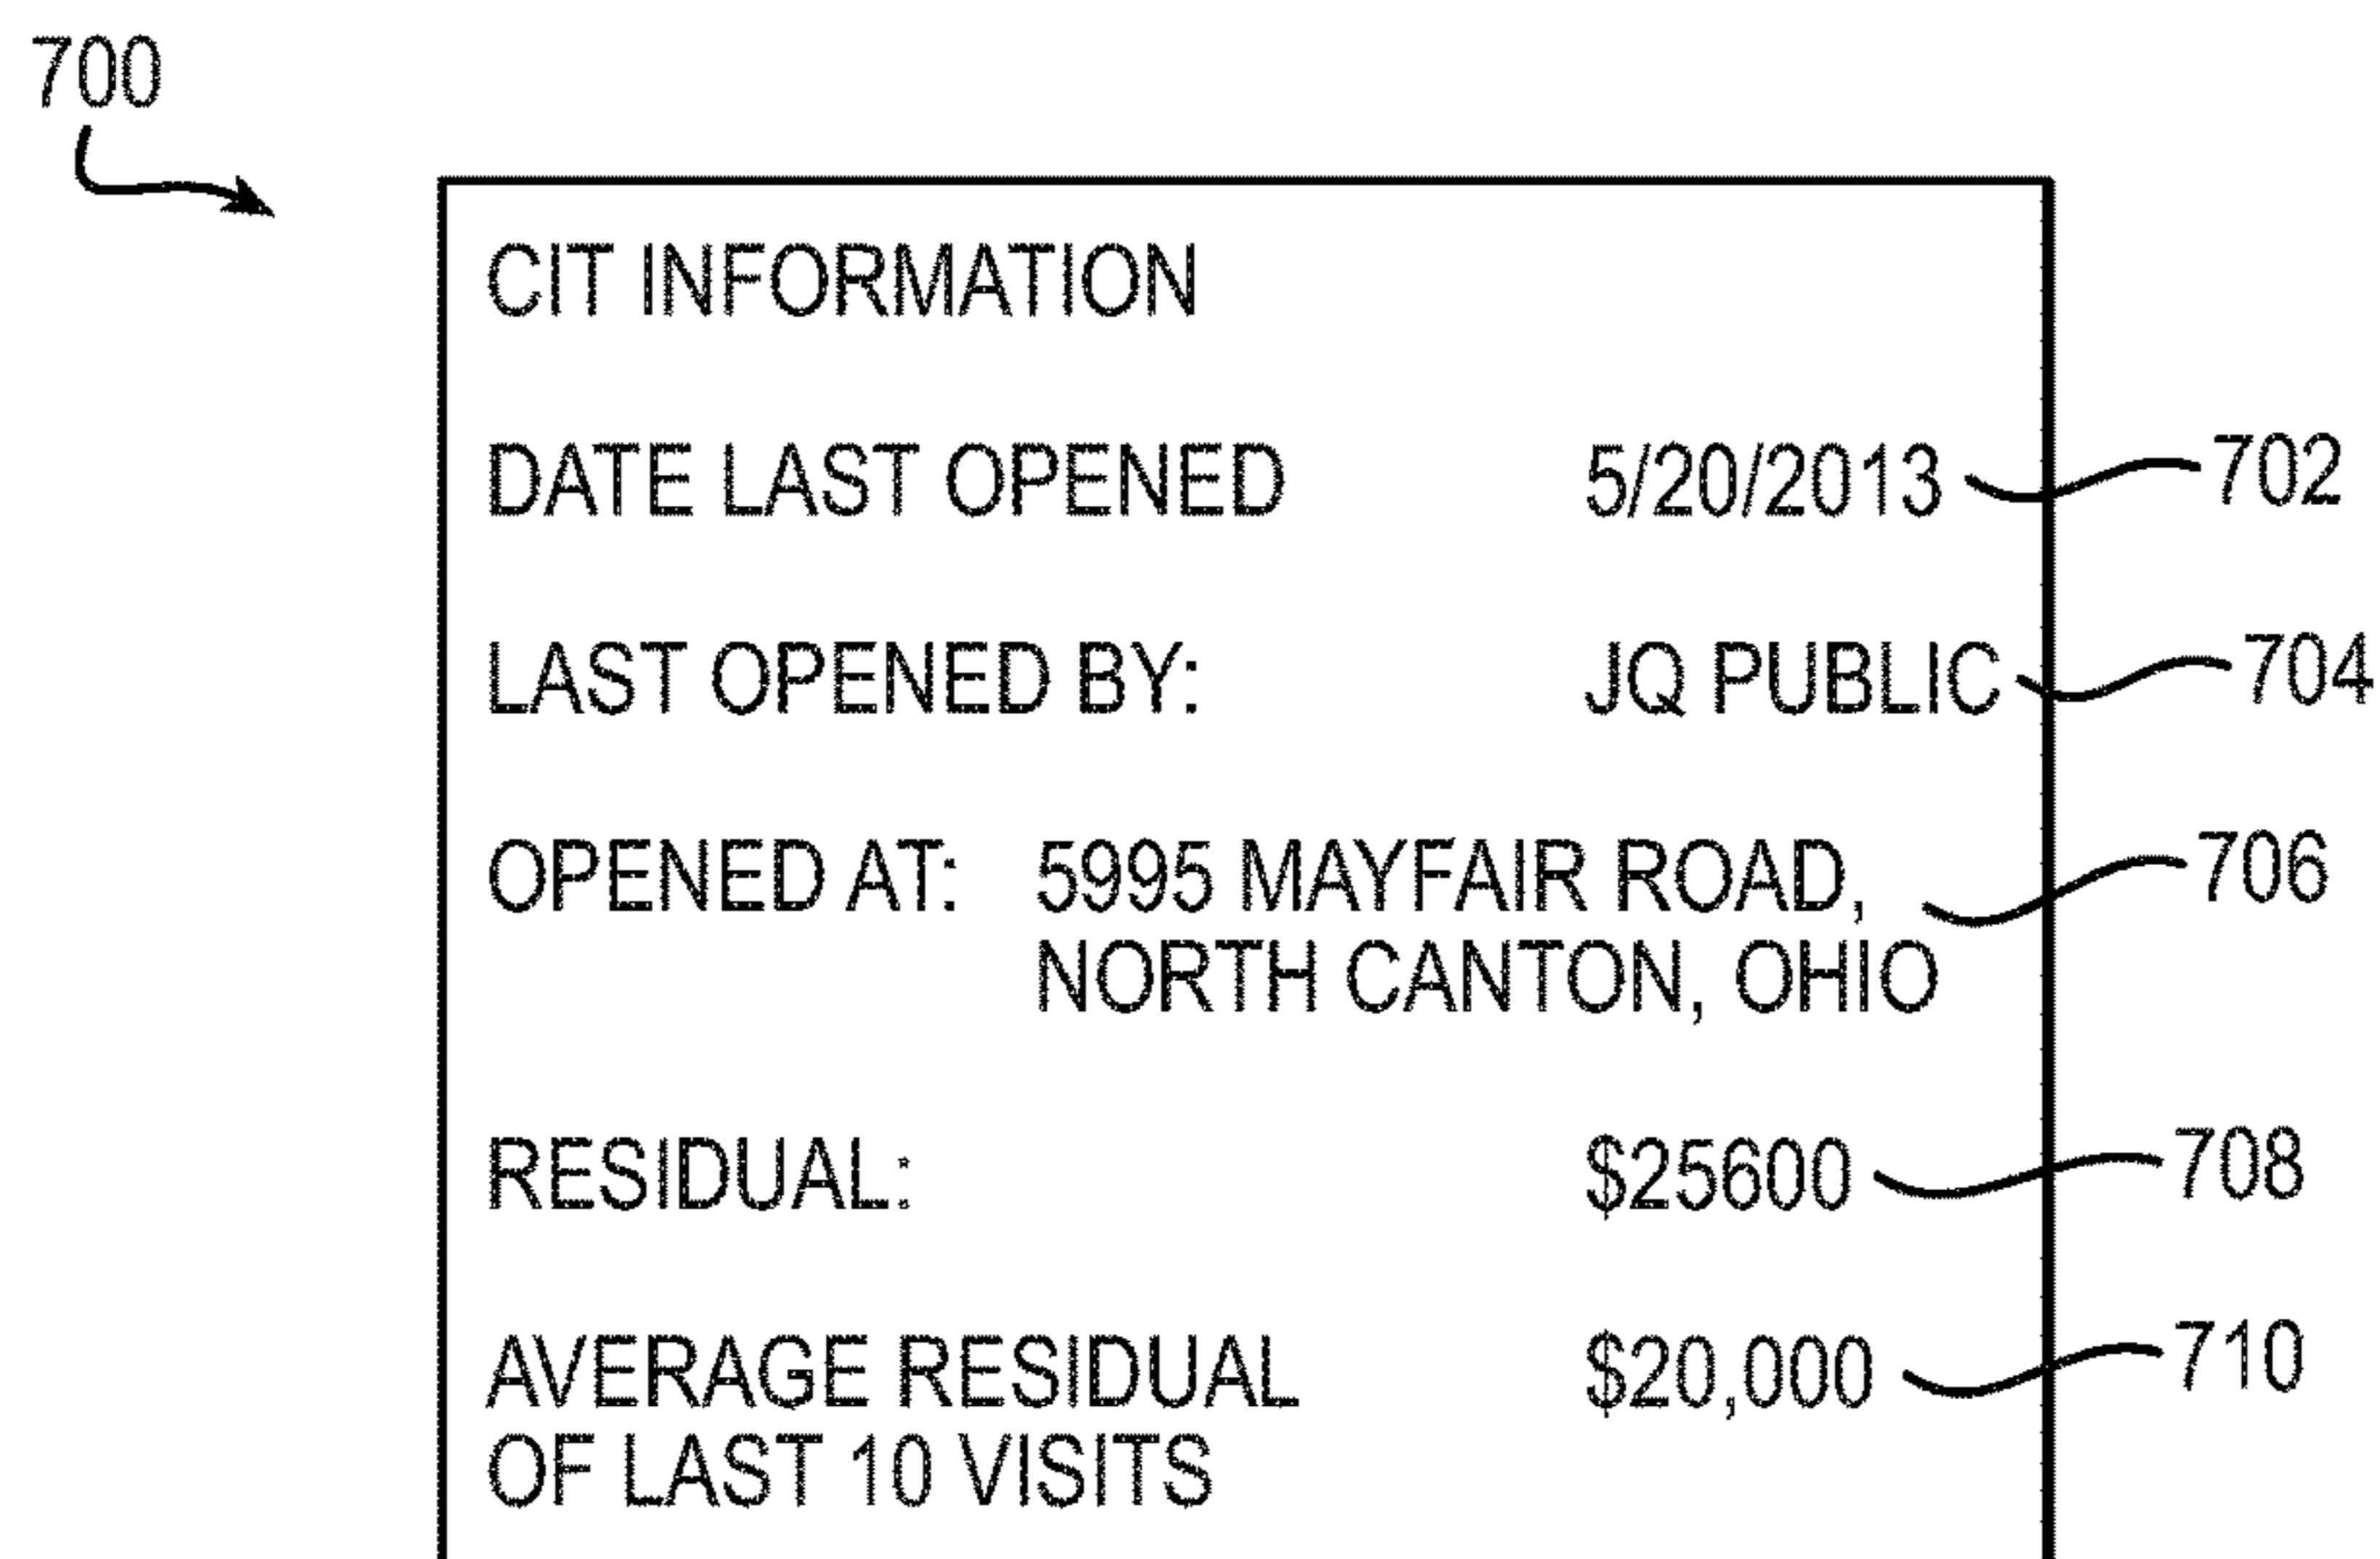 700
CIT INFORMATION
DATE LAST OPENED 5/20/2013 702
LAST OPENED BY: JQ PUBLIC 704
OPENED AT: 5995 MAYFAIR ROAD, 706
NORTH CANTON, OHIO
RESIDUAL: $25600 708
AVERAGE RESIDUAL $20,000 710
OF LAST 10 VISITS